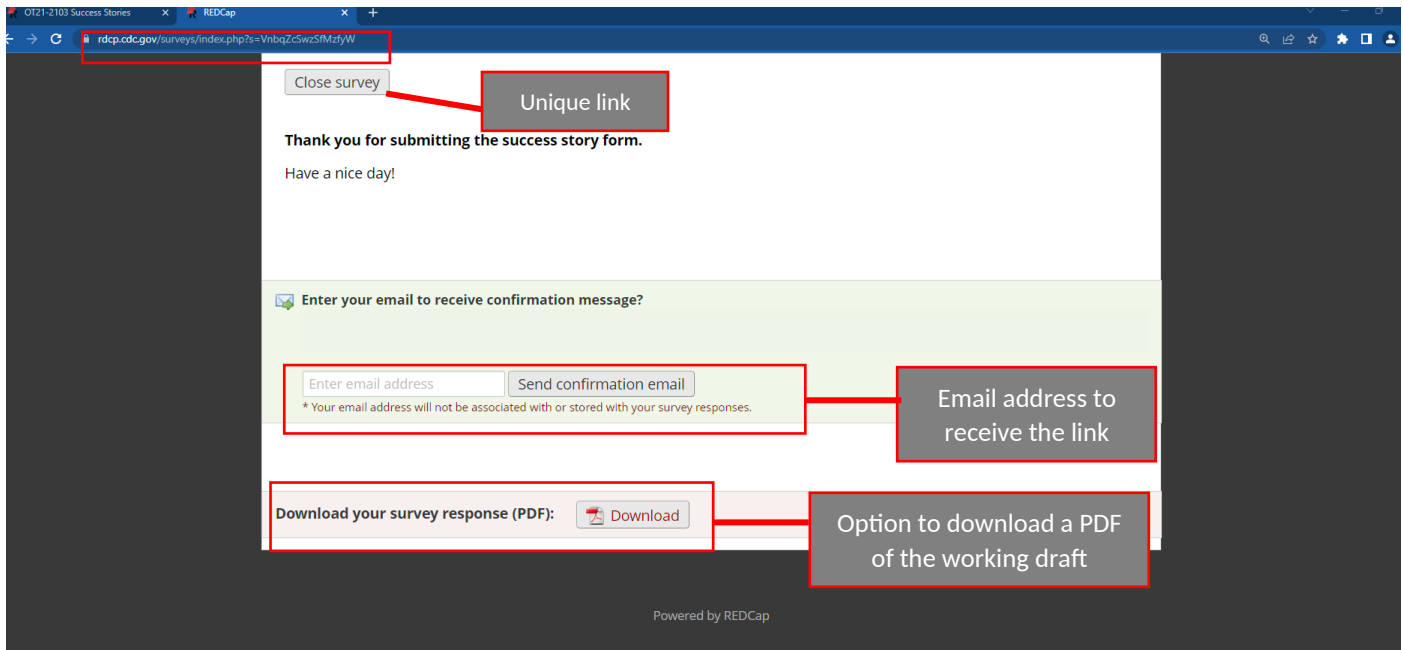 OT21-2103 Success Stories
REDCap
rdcp.cdc.gov/surveys/index.php?s=VnbqZcSwzSfMzfyW
Close survey
Unique link
Thank you for submitting the success story form.
Have a nice day!
Enter your email to receive confirmation message?
Enter email address
Send confirmation email
* Your email address will not be associated with or stored with your survey responses.
Email address to
receive the link
Download your survey response (PDF):
Download
Option to download a PDF
of the working draft
Powered by REDCap